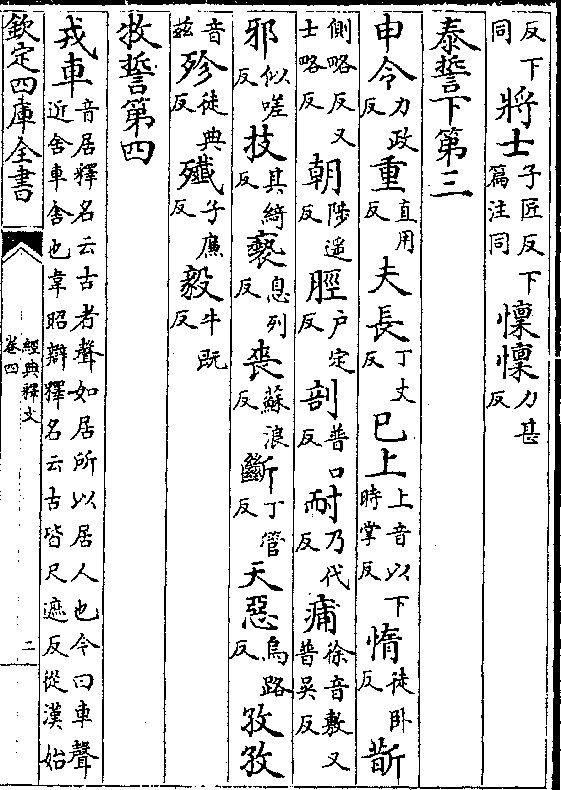 反下同將士子匠反下篇注同懍懍力甚反
泰誓下第三
申令力政反重直用反夫長丁丈反已上上音以下時掌反惰徒卧反斮
側略反又士略反朝陟遥反脛户定反剖普口反耐乃代反痡徐音敷又普吴反
邪似嗟反技其綺反褻息列反喪蘇浪反斷丁管反天惡烏路反孜孜
音兹殄徒典反殲子廉反毅牛既反
牧誓第四
戎車音居釋名云古者聲如居所以居人也今曰車聲近舍車舍也韋昭辯釋名云古皆尺遮反從漢始
欽定四庫全書
經典釋文
卷四
二